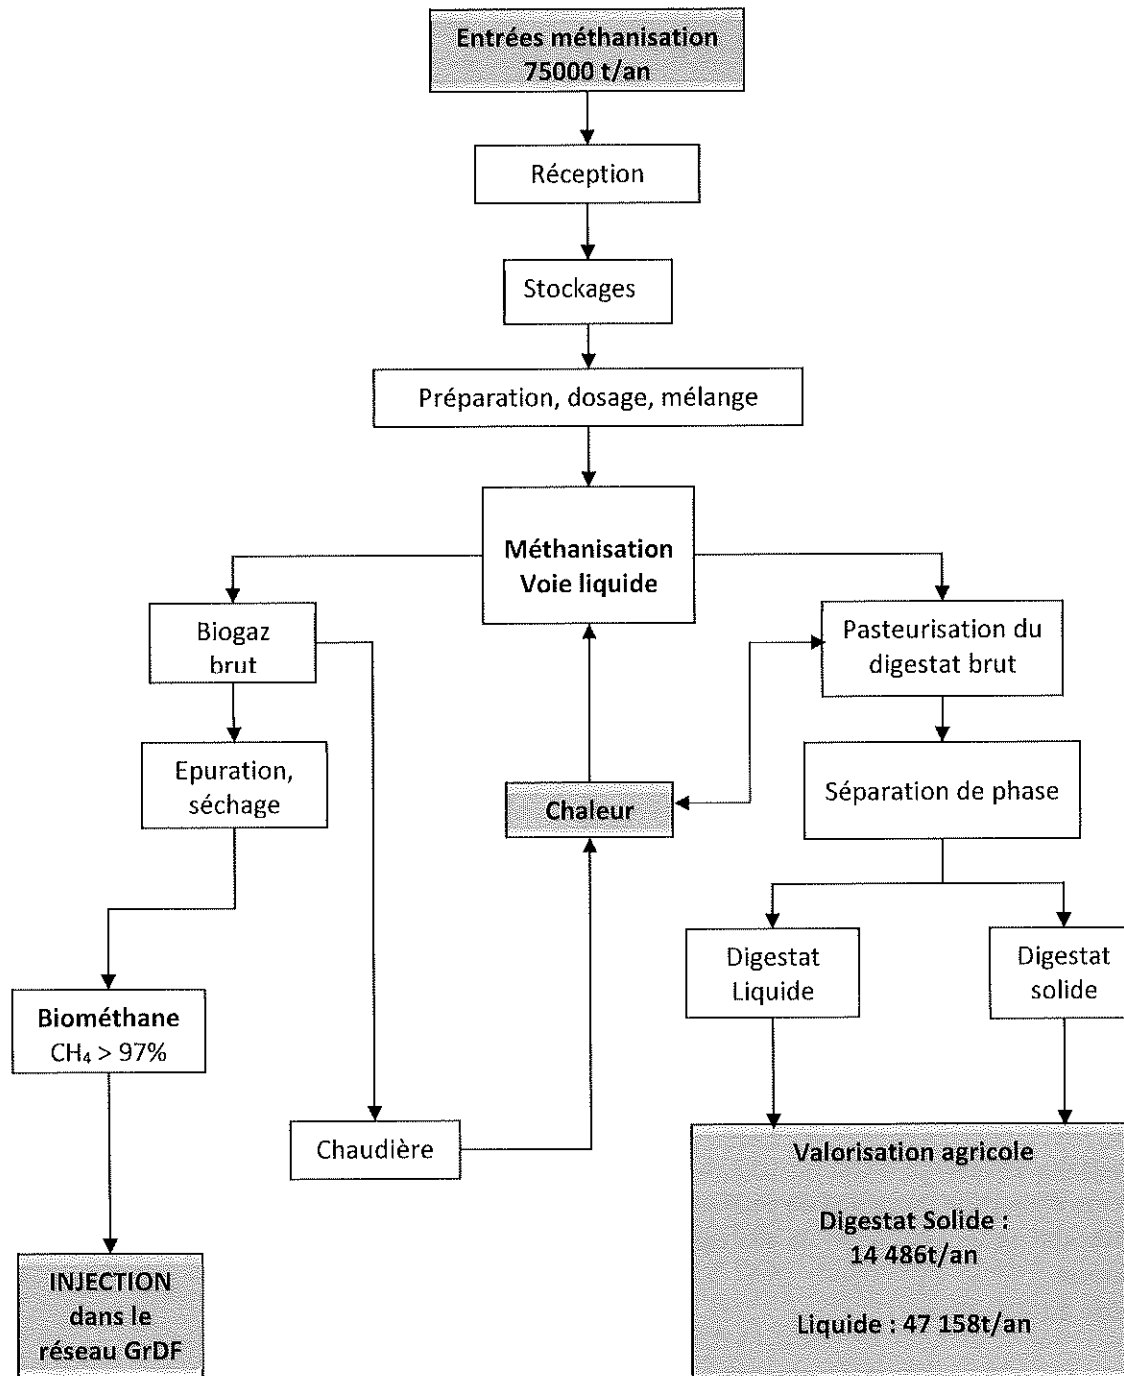 Entrées méthanisation
75000 t/an
Réception
Stockages
Préparation, dosage, mélange
Méthanisation
Voie liquide
Biogaz
brut
Pasteurisation du
digestat brut
Epuration,
séchage
Chaleur
Séparation de phase
Digestat
Liquide
Digestat
solide
Biométhane
CH₄ > 97%
Chaudière
Valorisation agricole
Digestat Solide :
14 486t/an
Liquide : 47 158t/an
INJECTION
dans le
réseau GrDF